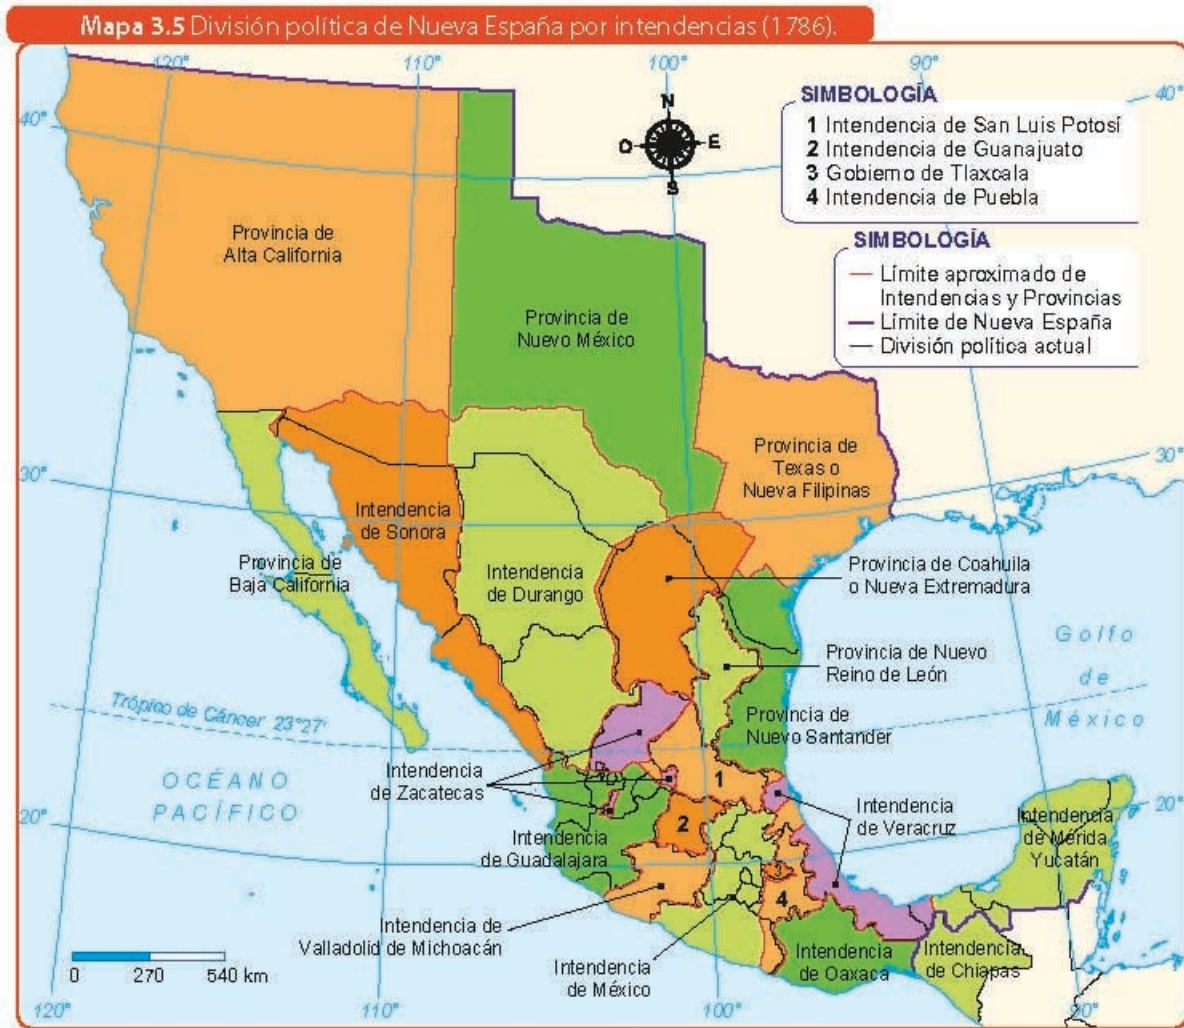 Mapa 3.5 División política de Nueva España por intendencias (1786).
120°
110°
100°
90°
40°
40°
N
O
E
S
SIMBOLOGÍA
1 Intendencia de San Luis Potosí
2 Intendencia de Guanajuato
3 Gobierno de Tlaxcala
4 Intendencia de Puebla
SIMBOLOGÍA
Límite aproximado de
Intendencias y Provincias
Límite de Nueva España
División política actual
Provincia de
Alta California
Provincia de
Nuevo México
Provincia de
Texas o
Nueva Filipinas
30°
30°
Intendencia
de Sonora
Provincia de
Baja California
Intendencia
de Durango
Provincia de Coahuila
o Nueva Extremadura
Provincia de Nuevo
Reino de León
Golfo
de
México
Trópico de Cáncer 23°27'
Provincia de
Nuevo Santander
OCÉANO
PACÍFICO
Intendencia
de Zacatecas
1
Intendencia
de Veracruz
Intendencia
de Mérida
Yucatán
20°
20°
2
Intendencia
de Guadalajara
3
4
Intendencia de
Valladolid de Michoacán
Intendencia
de México
Intendencia
de Oaxaca
Intendencia
de Chiapas
0
270
540 km
120°
110°
100°
90°